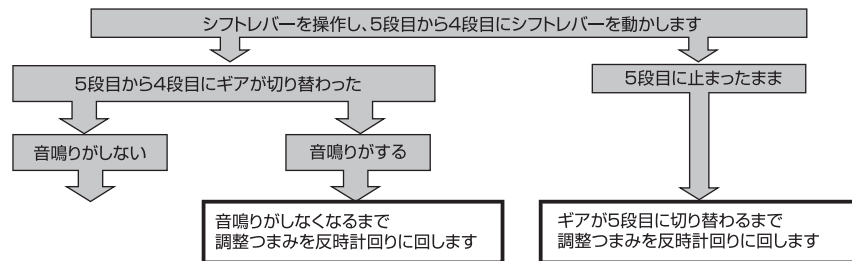 シフトレバーを操作し、5段目から4段目にシフトレバーを動かします
5段目から4段目にギアが切り替わった
5段目に止まったまま
音鳴りがしない
音鳴りがする
音鳴りがしなくなるまで
調整つまみを反時計回りに回します
ギアが5段目に切り替わるまで
調整つまみを反時計回りに回します